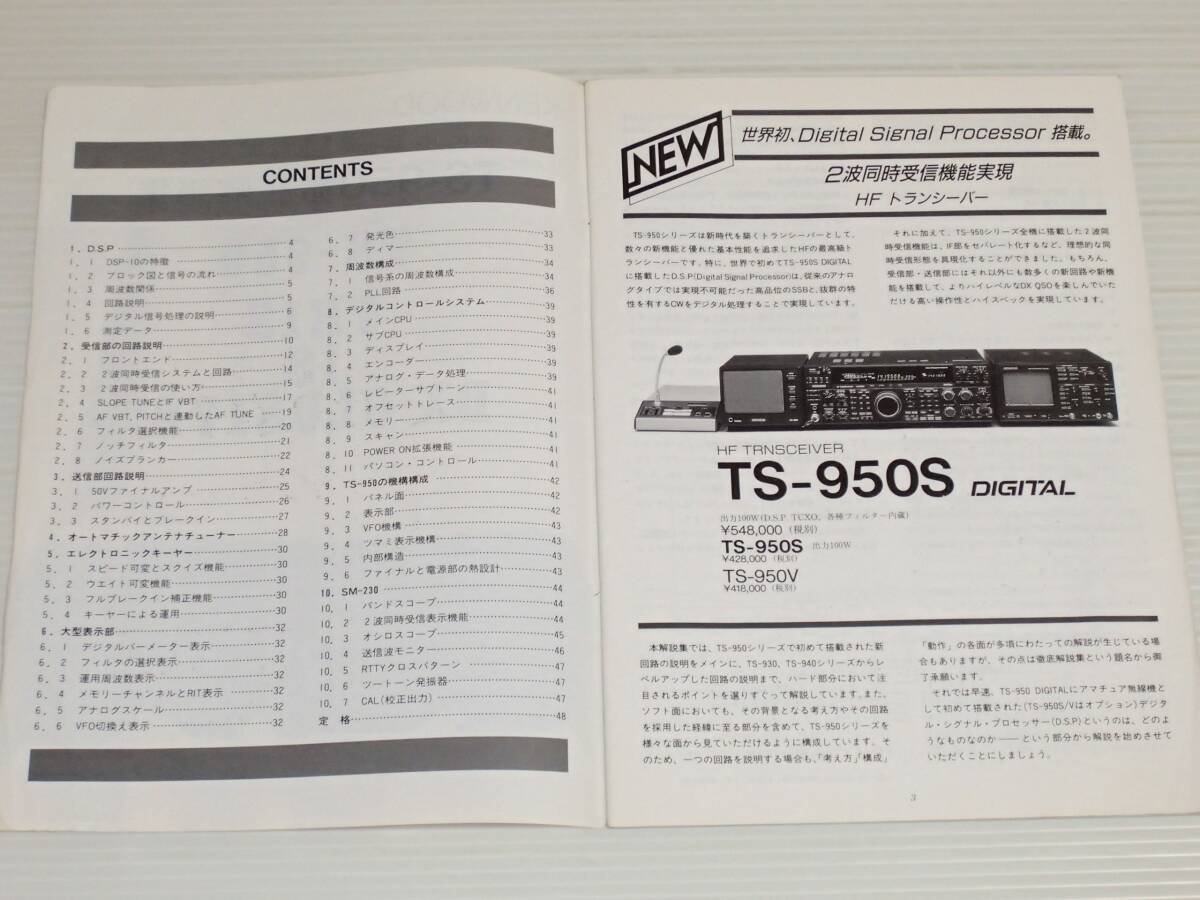 CONTENTS
1. D.S.P 4
1. 1 DSP-10の特徴 4
1. 2 ブロック図と信号の流れ 4
1. 3 周波数関係 5
1. 4 回路説明 5
1. 5 デジタル信号処理の説明 6
1. 6 測定データ 9
2. 受信部の回路説明 10
2. 1 フロントエンド 12
2. 2 2波同時受信システムと回路 14
2. 3 2波同時受信の使い方 15
2. 4 SLOPE TUNEとIF VBT 17
2. 5 AF VBT, PITCHと連動したAF TUNE 19
2. 6 フィルタ選択機能 20
2. 7 ノッチフィルタ 21
2. 8 ノイズブランカー 22
3. 送信部回路説明 24
3. 1 50Vファイナルアンプ 25
3. 2 パワーコントロール 26
3. 3 スタンバイとブレークイン 27
4. オートマチックアンテナチューナー 28
5. エレクトロニックキーヤー 30
5. 1 スピード可変とスクイズ機能 30
5. 2 ウエイト可変機能 30
5. 3 フルブレークイン補正機能 30
5. 4 キーヤーによる運用 30
6. 大型表示部 32
6. 1 デジタルバーメーター表示 32
6. 2 フィルタの選択表示 32
6. 3 運用周波数表示 32
6. 4 メモリーチャンネルとRIT表示 32
6. 5 アナログスケール 32
6. 6 VFO切換え表示 32
6. 7 発光色 33
6. 8 ディマー 33
7. 周波数構成 34
7. 1 信号系の周波数構成 34
7. 2 PLL回路 36
8. デジタルコントロールシステム 39
8. 1 メインCPU 39
8. 2 サブCPU 39
8. 3 ディスプレイ 39
8. 4 エンコーダー 39
8. 5 アナログ・データ処理 39
8. 6 レピーターサブトーン 41
8. 7 オフセットトレース 41
8. 8 メモリー 41
8. 9 スキャン 41
8. 10 POWER ON拡張機能 41
8. 11 パソコン・コントロール 41
9. TS-950の機構構成 42
9. 1 パネル面 42
9. 2 表示部 42
9. 3 VFO機構 43
9. 4 ツマミ表示機構 43
9. 5 内部構造 43
9. 6 ファイナルと電源部の熱設計 43
10. SM-230 44
10. 1 バンドスコープ 44
10. 2 2波同時受信表示機能 44
10. 3 オシロスコープ 45
10. 4 送信波モニター 46
10. 5 RTTYクロスパターン 47
10. 6 ツートーン発振器 47
10. 7 CAL(校正出力) 47
定 格 48
NEW
世界初、Digital Signal Processor 搭載。
2波同時受信機能実現
HF トランシーバー
TS-950シリーズは新時代を築くトランシーバーとして、
数々の新機能と優れた基本性能を追求したHFの最高級ト
ランシーバーです。特に、世界で初めてTS-950S DIGITAL
に搭載したD.S.P(Digital Signal Processor)は、従来のアナロ
グタイプでは実現不可能だった高品位のSSBと、抜群の特
性を有するCWをデジタル処理することで実現しています。
それに加えて、TS-950シリーズ全機に搭載した2波同
時受信機能は、IF部をセパレート化するなど、理想的な同
時受信形態を具現化することができました。もちろん、
受信部・送信部にはそれ以外にも数多くの新回路や新機
能を搭載して、よりハイレベルなDX QSOを楽しんでいた
だける高い操作性とハイスペックを実現しています。
HF TRNSCEIVER
TS-950S DIGITAL
出力100W(D.S.P, TCXO, 各種フィルター内蔵)
¥548,000 (税別)
TS-950S 出力100W
¥428,000 (税別)
TS-950V
¥418,000 (税別)
本解説集では、TS-950シリーズで初めて搭載された新
回路の説明をメインに、TS-930, TS-940シリーズからレ
ベルアップした回路の説明まで、ハード部分において注
目されるポイントを選りすぐって解説しています。また、
ソフト面においても、その背景となる考え方やその回路
を採用した経緯に至る部分を含めて、TS-950シリーズを
様々な面から見ていただけるように構成しています。そ
のため、一つの回路を説明する場合も、「考え方」「構成」
「動作」の各面が多項にわたっての解説が生じている場
合もありますが、その点は徹底解説集という題名から御
了承願います。
それでは早速、TS-950 DIGITALにアマチュア無線機と
して初めて搭載された(TS-950S/Vはオプション)デジタ
ル・シグナル・プロセッサー(D.S.P)というのは、どのよ
うなものなのか――という部分から解説を始めさせて
いただくことにしましょう。
3